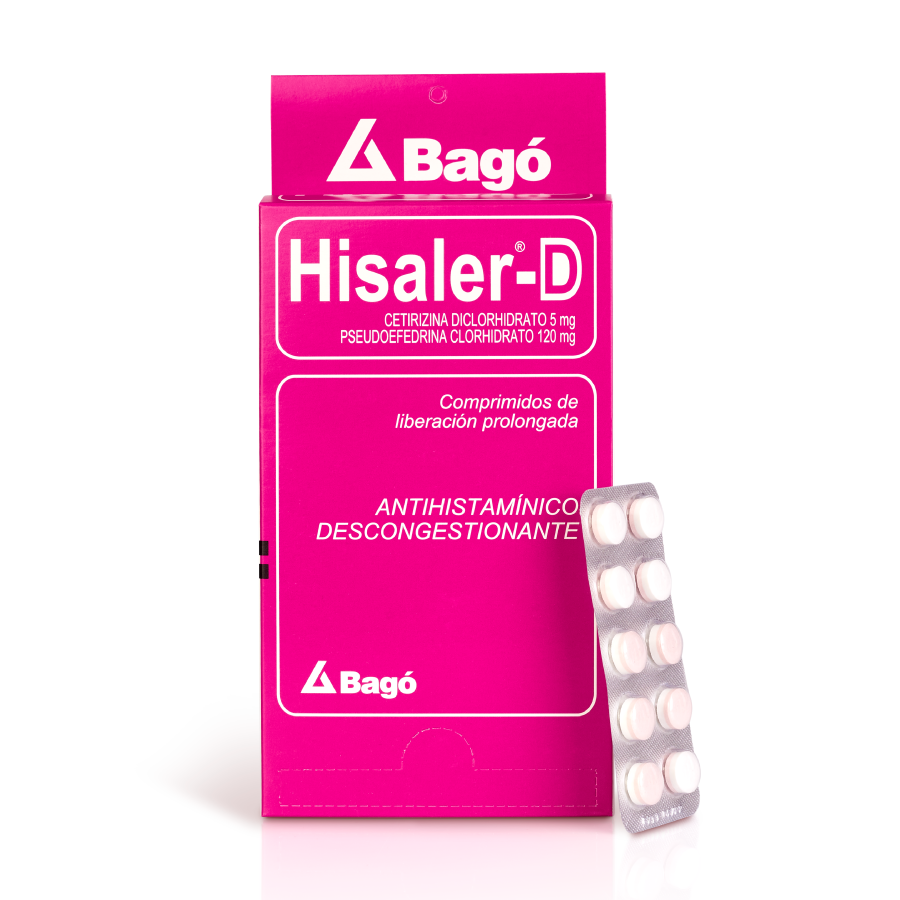 Bagó
Hisaler®-D
CETIRIZINA DICLORHIDRATO 5 mg
PSEUDOEFEDRINA CLORHIDRATO 120 mg
Comprimidos de
liberación prolongada
ANTIHISTAMÍNICO
DESCONGESTIONANTE
Bagó